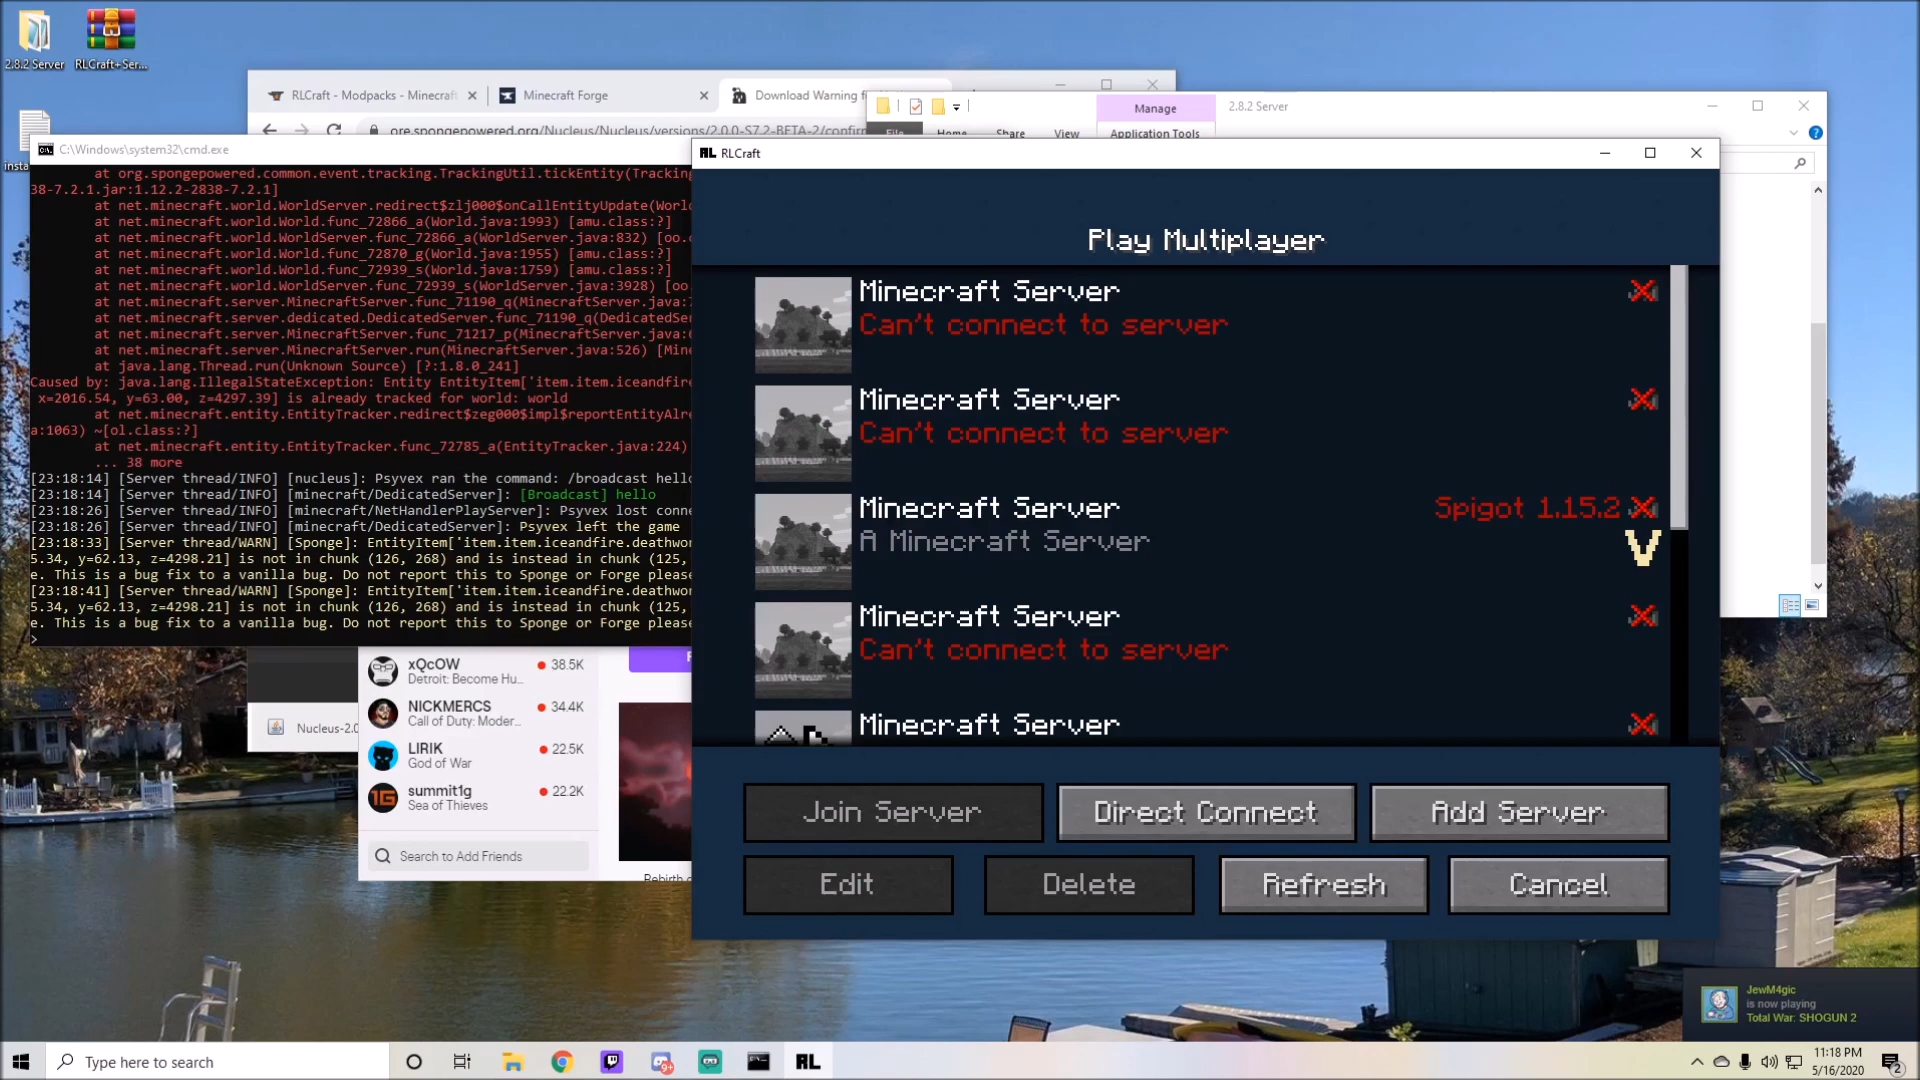 2.8.2 Server
RLCraft+Ser...
RLCraft - Modpacks - Minecraft
Minecraft Forge
Download Warning f
ore.spongepowered.org/Nucleus/Nucleus/versions/2.0.0-S7.2-BETA-2/confirm
Manage
2.8.2 Server
File
Home
Share
View
Application Tools
insta
C:\Windows\system32\cmd.exe
at org.spongepowered.common.event.tracking.TrackingUtil.tickEntity(Tracking
38-7.2.1.jar:1.12.2-2838-7.2.1]
at net.minecraft.world.WorldServer.redirect$zlj000$onCallEntityUpdate(Worl
at net.minecraft.world.World.func_72866_a(World.java:1993) [amu.class:?]
at net.minecraft.world.WorldServer.func_72866_a(WorldServer.java:832) [oo.c
at net.minecraft.world.World.func_72870_g(World.java:1955) [amu.class:?]
at net.minecraft.world.World.func_72939_s(World.java:1759) [amu.class:?]
at net.minecraft.world.WorldServer.func_72939_s(WorldServer.java:3928) [oo.
at net.minecraft.server.MinecraftServer.func_71190_q(MinecraftServer.java:7
at net.minecraft.server.dedicated.DedicatedServer.func_71190_q(DedicatedSer
at net.minecraft.server.MinecraftServer.func_71217_p(MinecraftServer.java:6
at net.minecraft.server.MinecraftServer.run(MinecraftServer.java:526) [Mine
at java.lang.Thread.run(Unknown Source) [?:1.8.0_241]
Caused by: java.lang.IllegalStateException: Entity EntityItem['item.item.iceandfire
x=2016.54, y=63.00, z=4297.39] is already tracked for world: world
at net.minecraft.entity.EntityTracker.redirect$zeg000$impl$reportEntityAlre
a:1063) ~[ol.class:?]
at net.minecraft.entity.EntityTracker.func_72785_a(EntityTracker.java:224)
... 38 more
[23:18:14] [Server thread/INFO] [nucleus]: Psyvex ran the command: /broadcast hello
[23:18:14] [Server thread/INFO] [minecraft/DedicatedServer]: [Broadcast] hello
[23:18:26] [Server thread/INFO] [minecraft/NetHandlerPlayServer]: Psyvex lost conne
[23:18:26] [Server thread/INFO] [minecraft/DedicatedServer]: Psyvex left the game
[23:18:33] [Server thread/WARN] [Sponge]: EntityItem['item.item.iceandfire.deathwor
5.34, y=62.13, z=4298.21] is not in chunk (126, 268) and is instead in chunk (125,
e. This is a bug fix to a vanilla bug. Do not report this to Sponge or Forge please
[23:18:41] [Server thread/WARN] [Sponge]: EntityItem['item.item.iceandfire.deathwor
5.34, y=62.13, z=4298.21] is not in chunk (126, 268) and is instead in chunk (125,
e. This is a bug fix to a vanilla bug. Do not report this to Sponge or Forge please
>
RL RLCraft
Play Multiplayer
Minecraft Server
Can't connect to server
Minecraft Server
Can't connect to server
Minecraft Server
Spigot 1.15.2
A Minecraft Server
Minecraft Server
Can't connect to server
Minecraft Server
Join Server
Direct Connect
Add Server
Edit
Delete
Refresh
Cancel
Nucleus-2.0
xQcOW
38.5K
Detroit: Become Hu...
NICKMERCS
34.4K
Call of Duty: Moder...
LIRIK
22.5K
God of War
summit1g
22.2K
Sea of Thieves
Search to Add Friends
Rebirth
JewM4gic
is now playing
Total War: SHOGUN 2
Type here to search
9+
RL
11:18 PM
5/16/2020
2